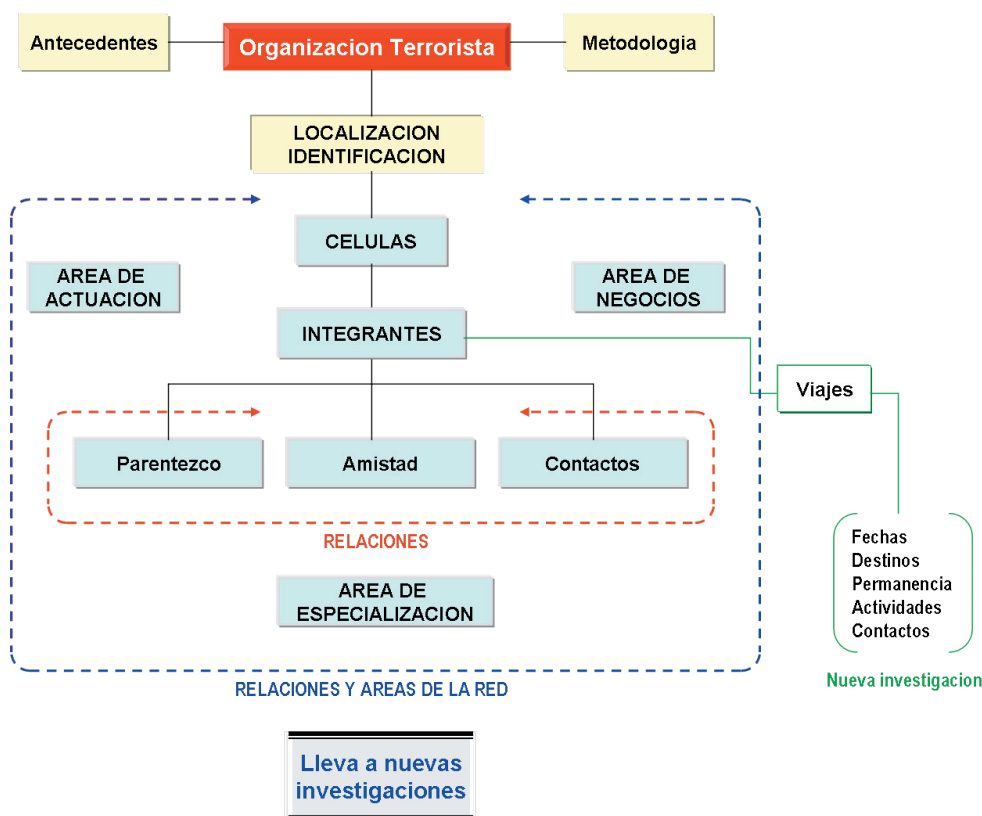 Antecedentes
Organizacion Terrorista
Metodologia
LOCALIZACION
IDENTIFICACION
CELULAS
AREA DE
ACTUACION
AREA DE
NEGOCIOS
INTEGRANTES
Viajes
Parentezco
Amistad
Contactos
RELACIONES
Fechas
Destinos
Permanencia
Actividades
Contactos
AREA DE
ESPECIALIZACION
Nueva investigacion
RELACIONES Y AREAS DE LA RED
Lleva a nuevas
investigaciones